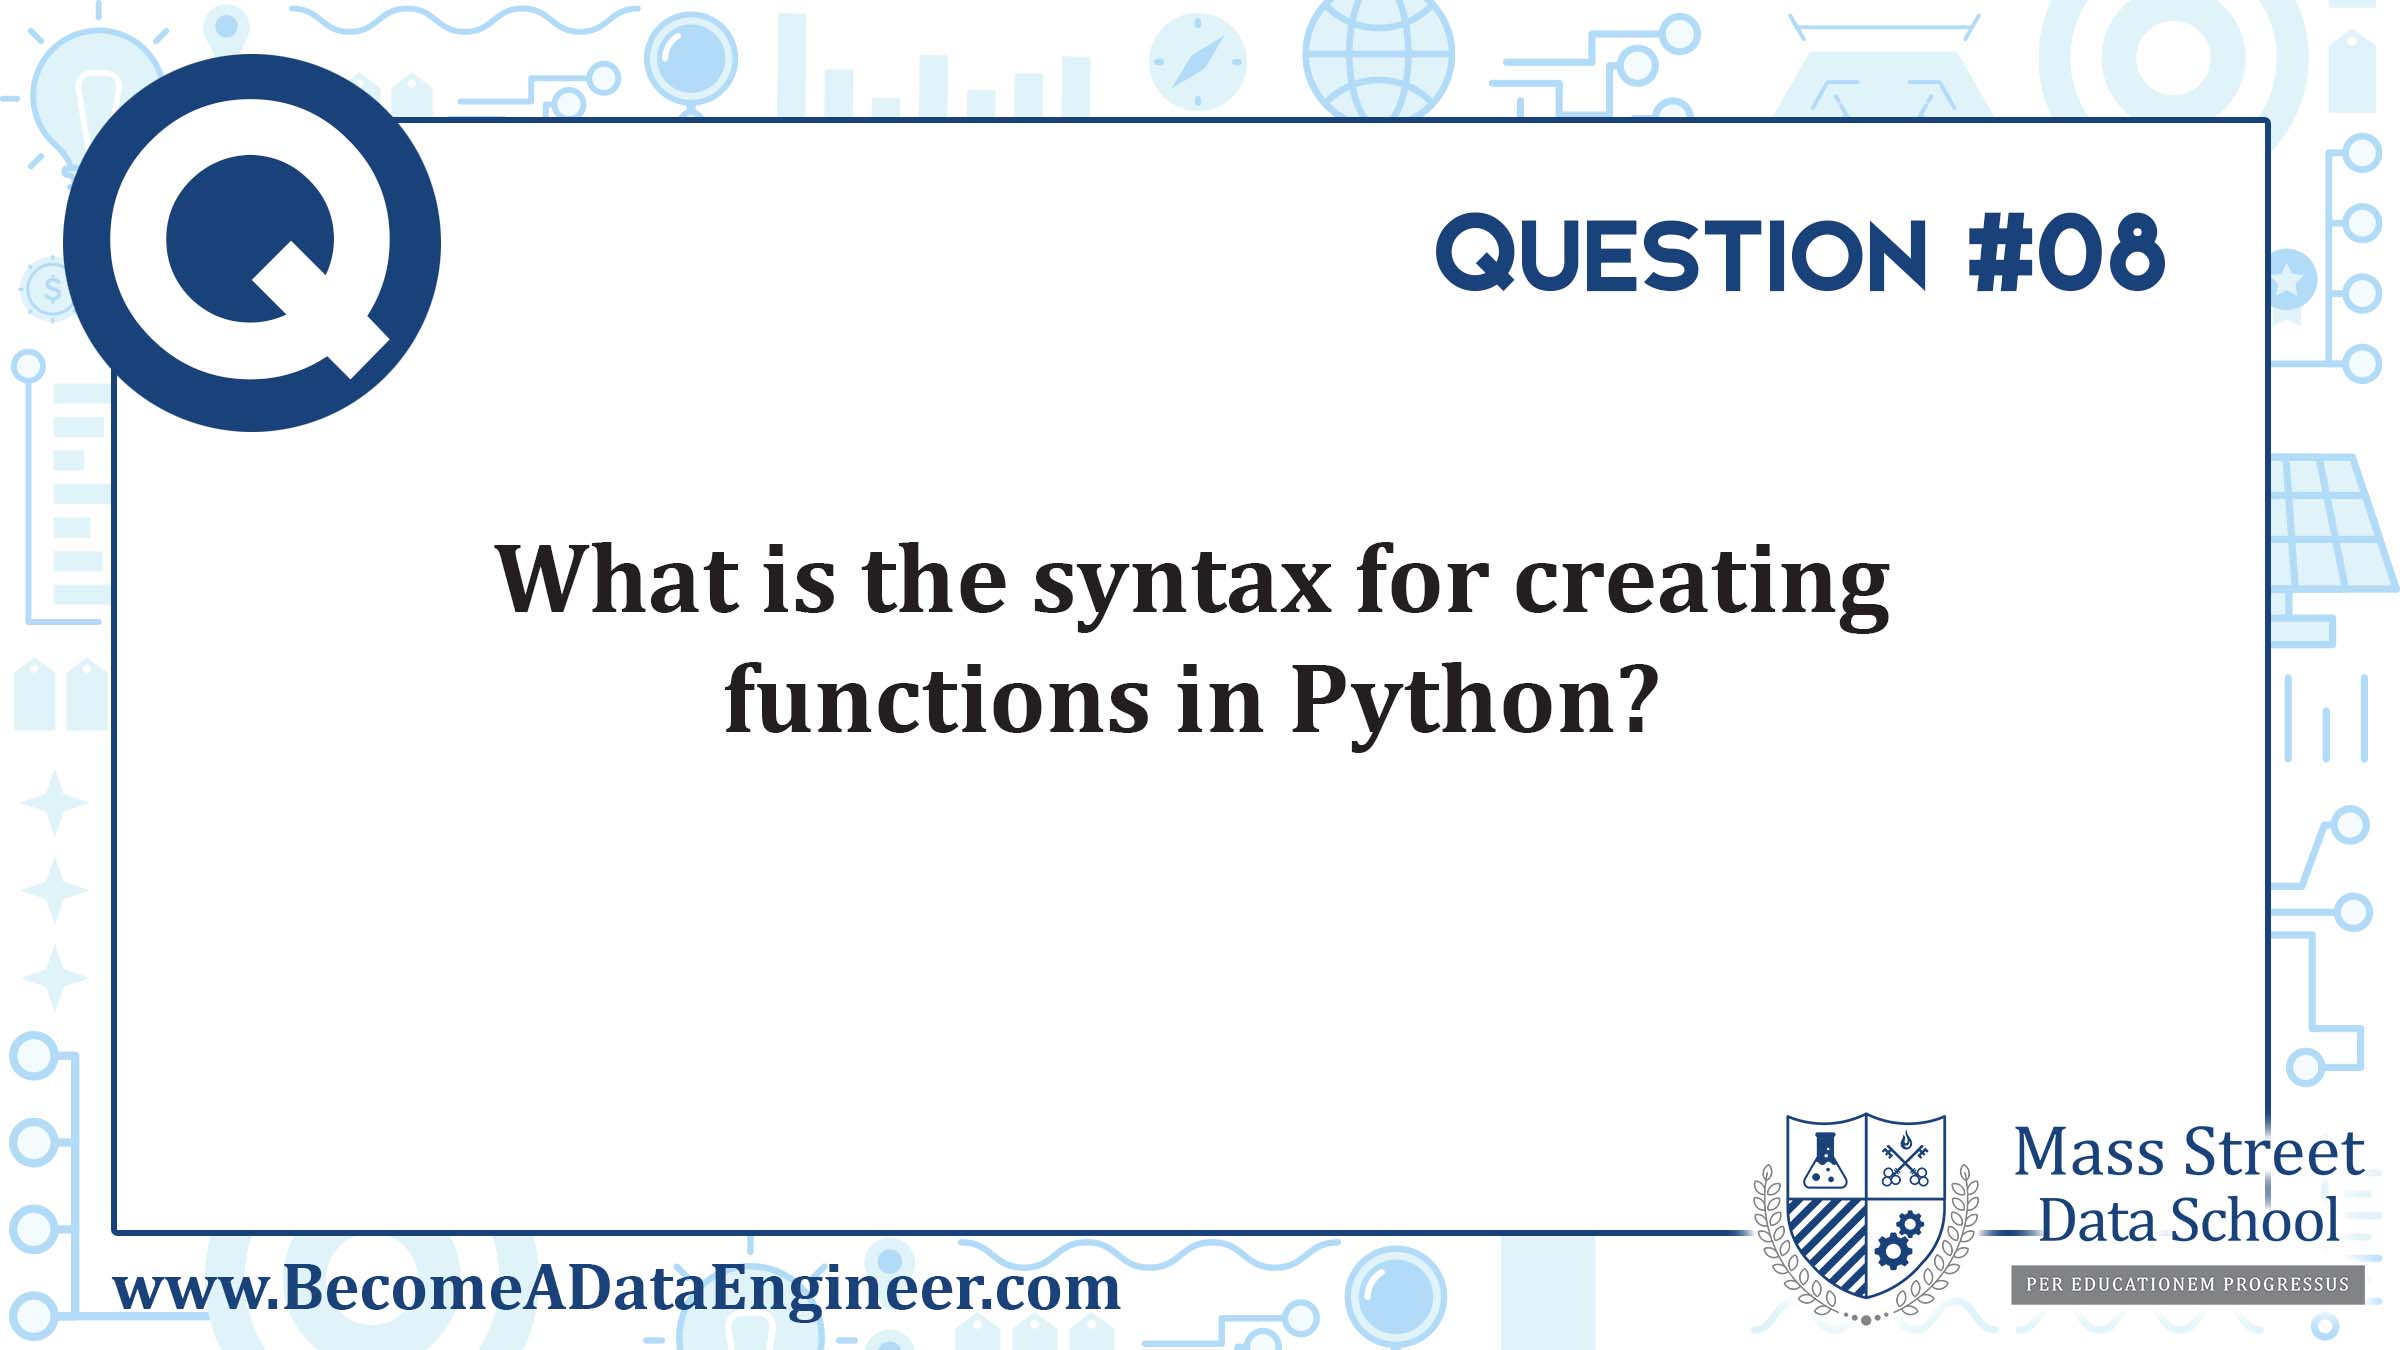 Question #08
What is the syntax for creating
functions in Python?
www.BecomeADataEngineer.com
Mass Street
Data School
PER EDUCATIONEM PROGRESSUS